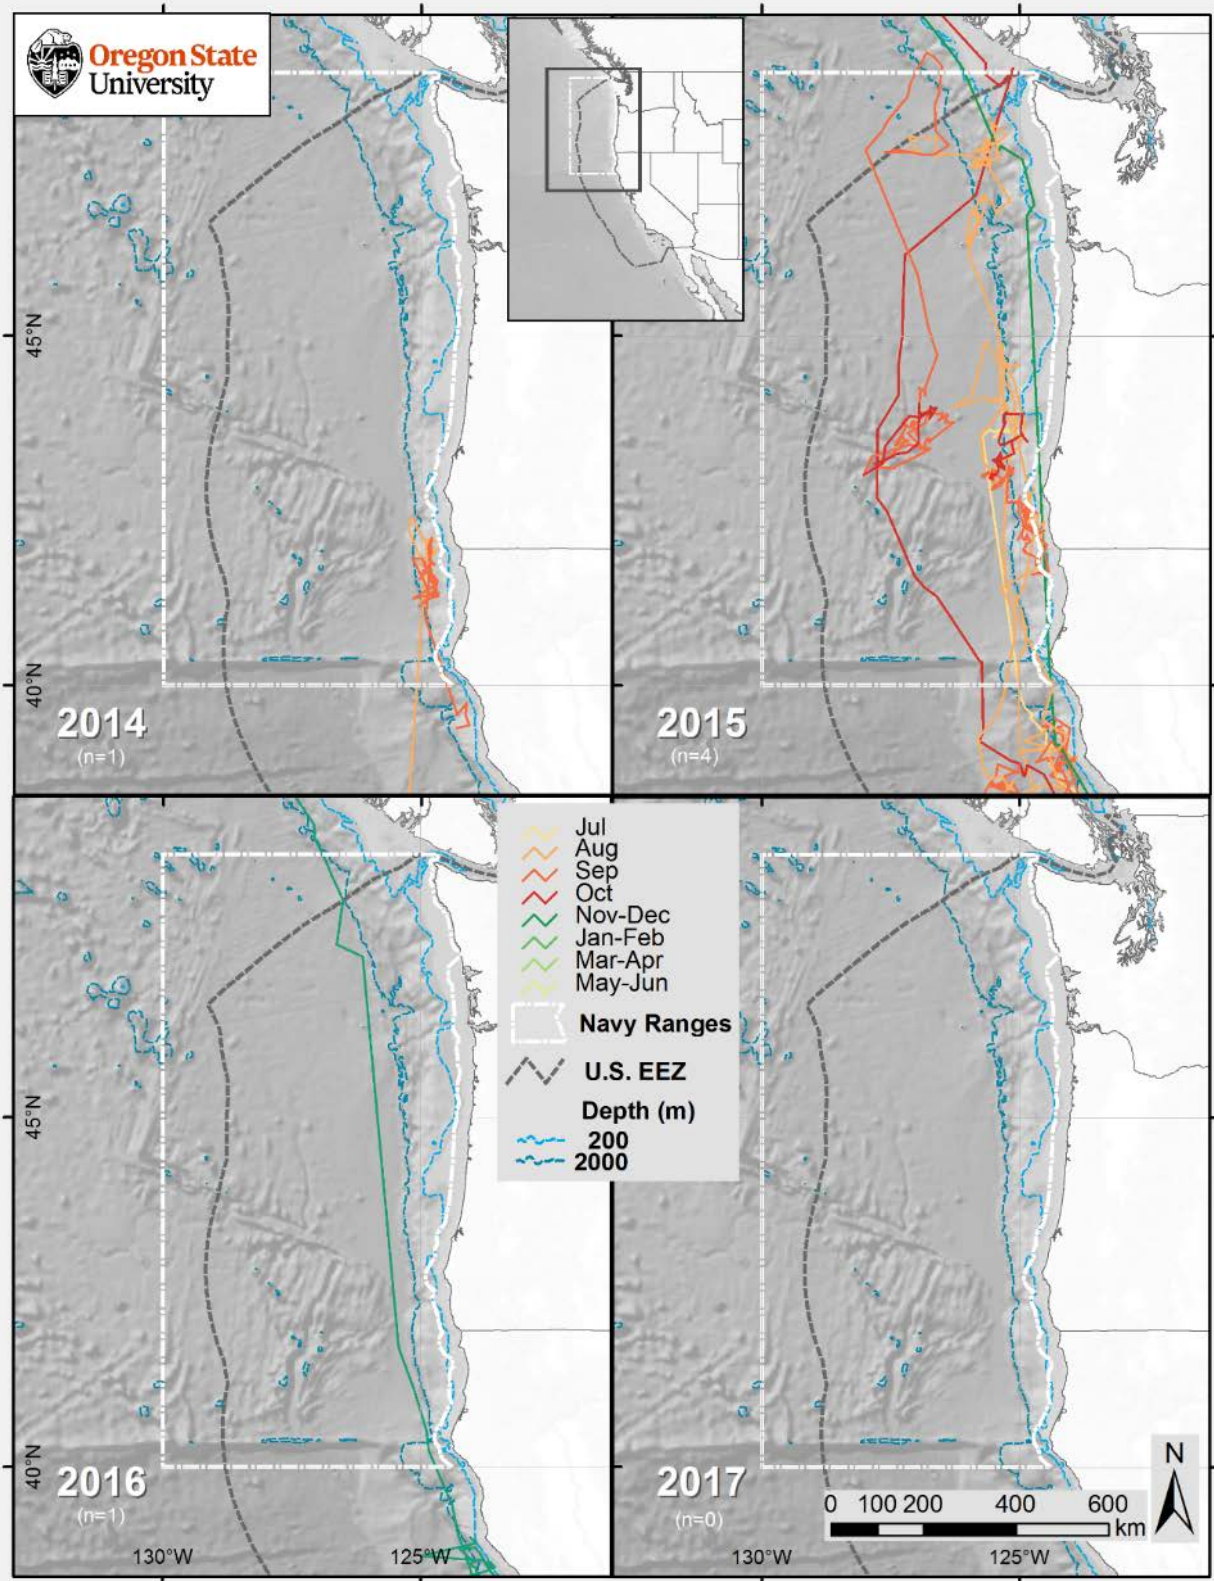 Oregon State
University
45°N
40°N
2014
(n=1)
2015
(n=4)
Jul
Aug
Sep
Oct
Nov-Dec
Jan-Feb
Mar-Apr
May-Jun
Navy Ranges
U.S. EEZ
Depth (m)
200
2000
45°N
40°N
2016
(n=1)
2017
(n=0)
N
0 100 200 400 600
km
130°W
125°W
130°W
125°W